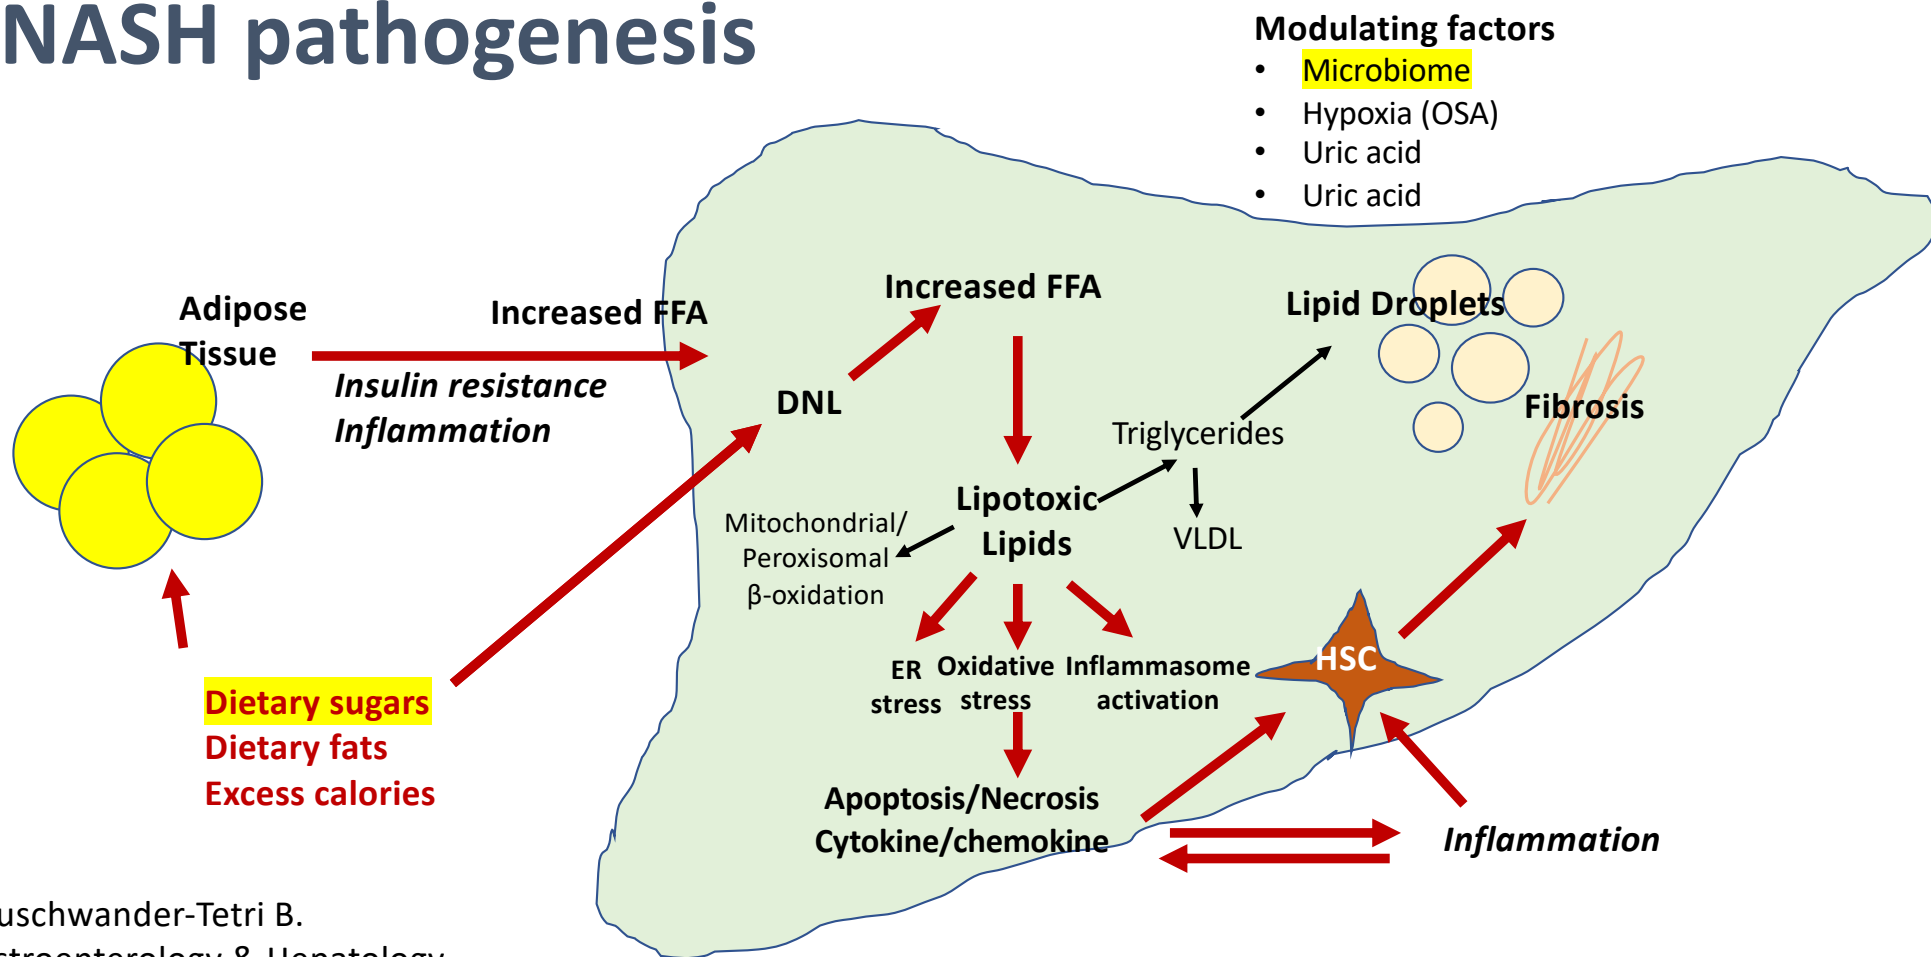 NASH pathogenesis
Modulating factors
• Microbiome
• Hypoxia (OSA)
• Uric acid
• Uric acid
Adipose
Tissue
Increased FFA
Insulin resistance
Inflammation
Increased FFA
DNL
Lipid Droplets
Fibrosis
Triglycerides
VLDL
Lipotoxic
Lipids
Mitochondrial/
Peroxisomal
β-oxidation
ER
stress
Oxidative
stress
Inflammasome
activation
HSC
Dietary sugars
Dietary fats
Excess calories
Apoptosis/Necrosis
Cytokine/chemokine
Inflammation
uschwander-Tetri B.
stroenterology & Hepatology